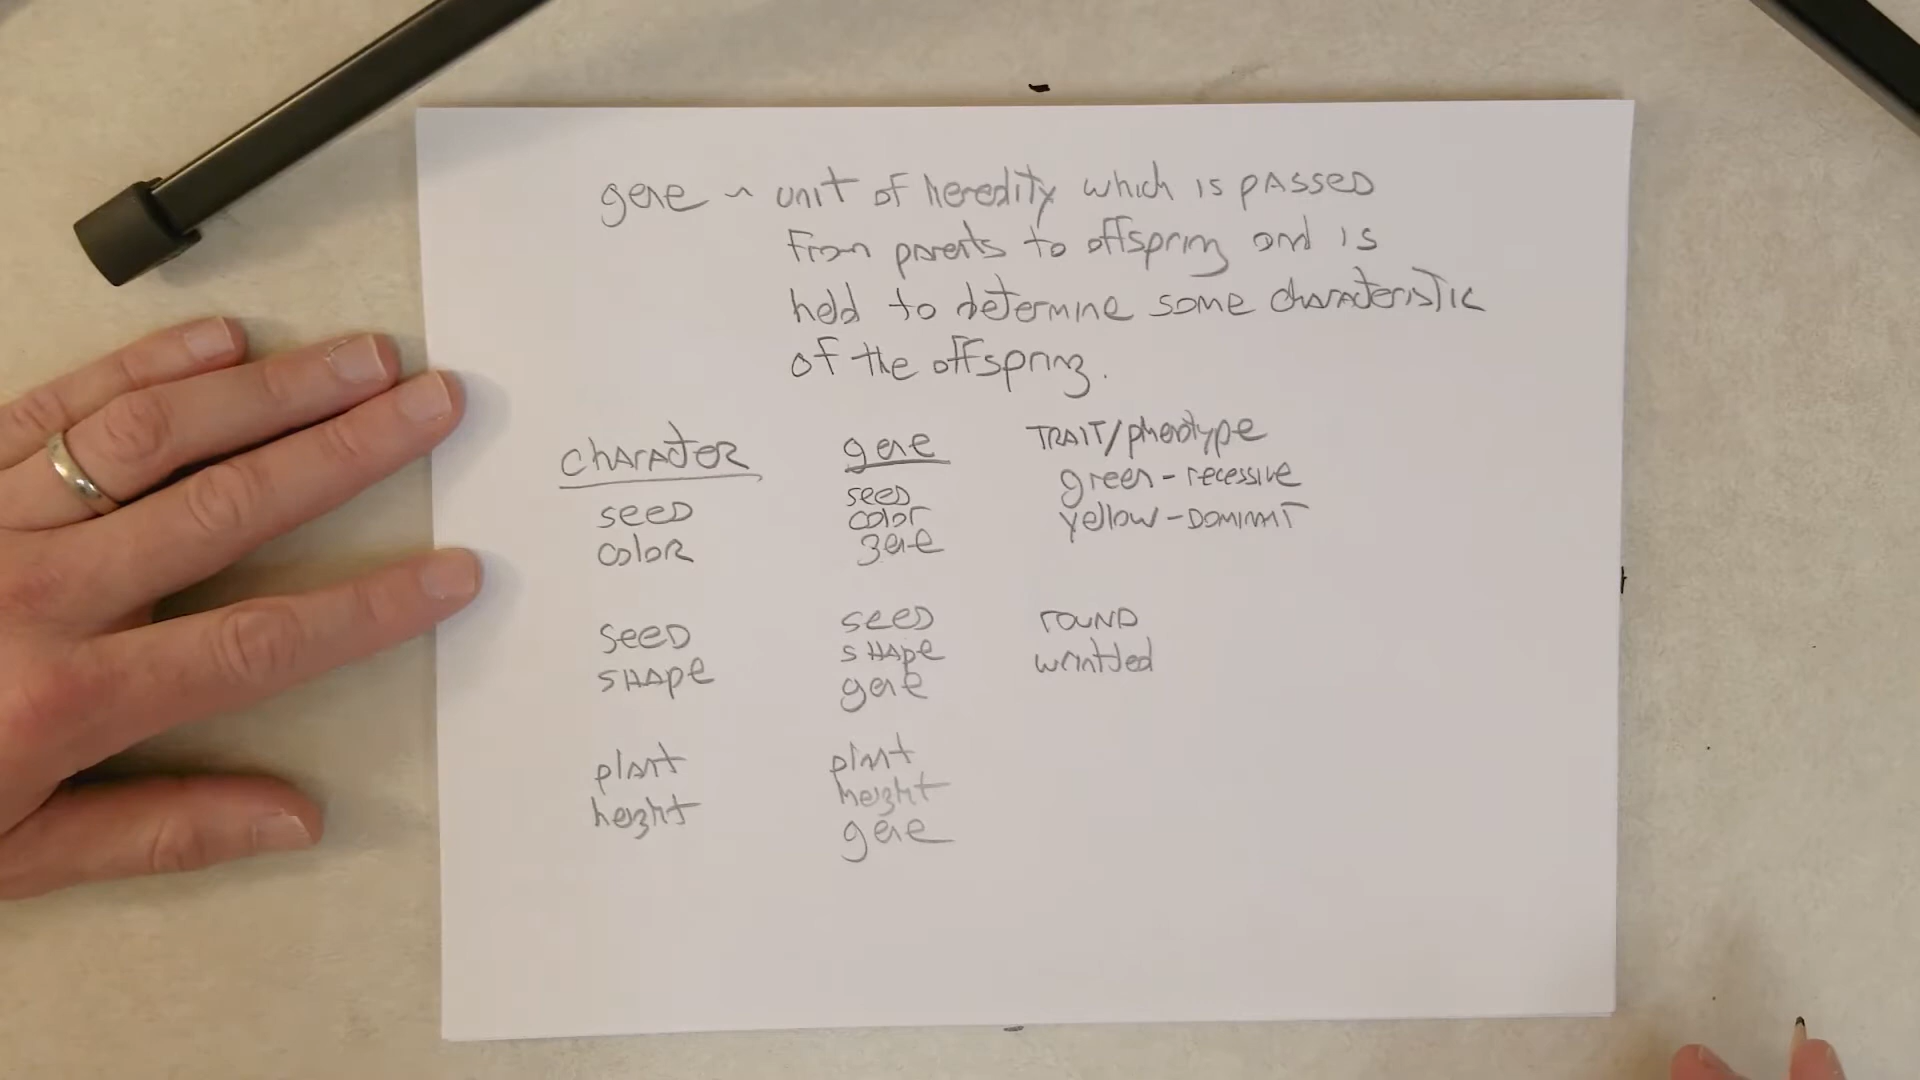 gene ~ unit of heredity which is passed
from parents to offspring and is
held to determine some characteristic
of the offspring.
character gene TRAIT/phenotype
seed color
seed color gene
green - recessive
yellow - DOMINANT
seed shape
seed shape gene
round
wrinkled
plant height
plant height gene